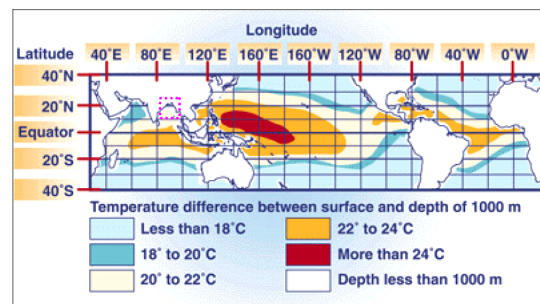 Longitude
Latitude 40°E 80°E 120°E 160°E 160°W 120°W 80°W 40°W 0°W
40°N
20°N
Equator
20°S
40°S
Temperature difference between surface and depth of 1000 m
Less than 18°C 22° to 24°C
18° to 20°C More than 24°C
20° to 22°C Depth less than 1000 m